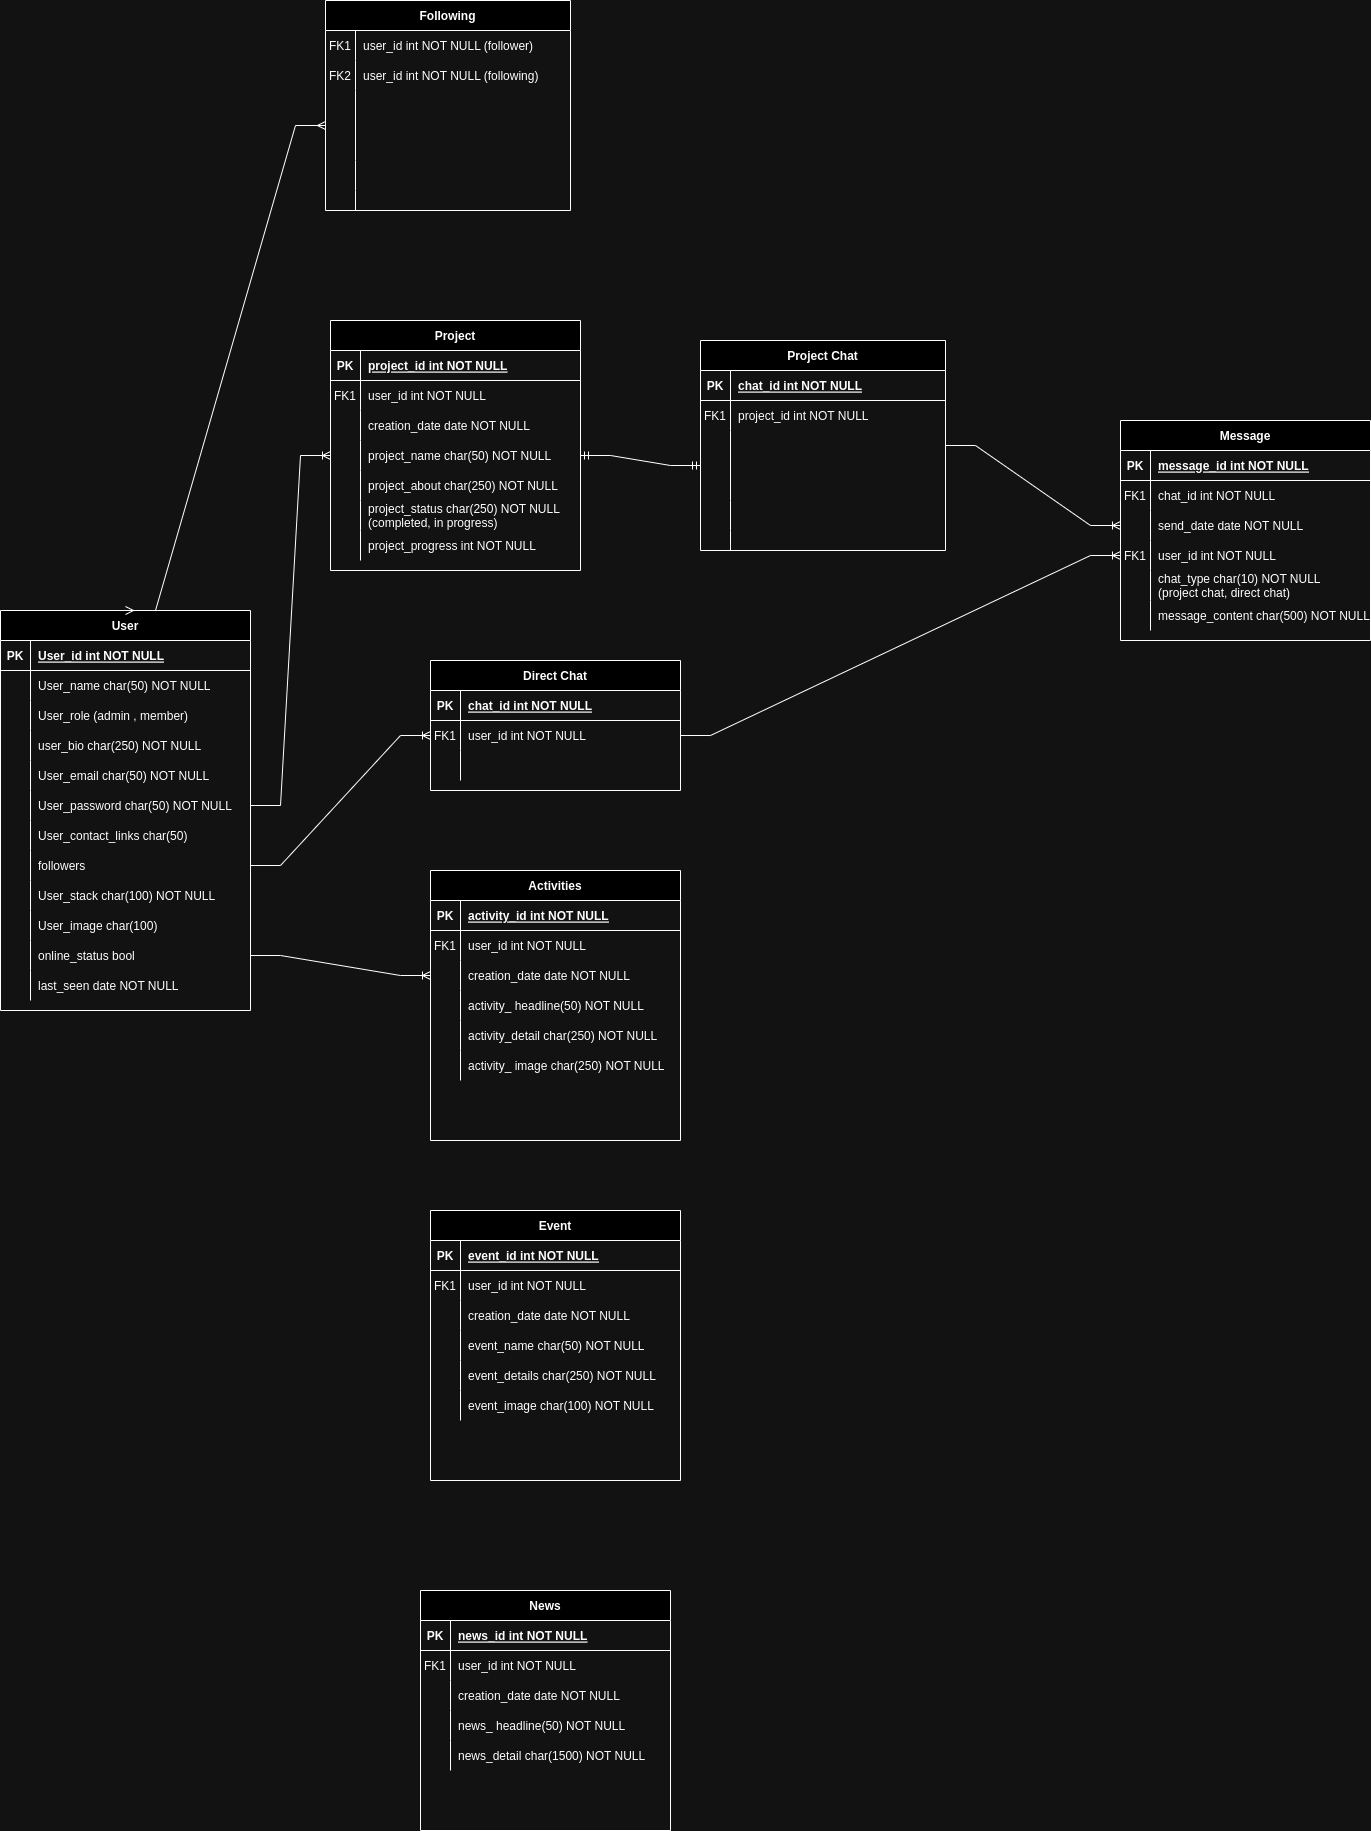 Following
FK1 user_id int NOT NULL (follower)
FK2 user_id int NOT NULL (following)
Project
PK project_id int NOT NULL
FK1 user_id int NOT NULL
creation_date date NOT NULL
project_name char(50) NOT NULL
project_about char(250) NOT NULL
project_status char(250) NOT NULL
(completed, in progress)
project_progress int NOT NULL
Project Chat
PK chat_id int NOT NULL
FK1 project_id int NOT NULL
Message
PK message_id int NOT NULL
FK1 chat_id int NOT NULL
send_date date NOT NULL
FK1 user_id int NOT NULL
chat_type char(10) NOT NULL
(project chat, direct chat)
message_content char(500) NOT NULL
User
PK User_id int NOT NULL
User_name char(50) NOT NULL
User_role (admin , member)
user_bio char(250) NOT NULL
User_email char(50) NOT NULL
User_password char(50) NOT NULL
User_contact_links char(50)
followers
User_stack char(100) NOT NULL
User_image char(100)
online_status bool
last_seen date NOT NULL
Direct Chat
PK chat_id int NOT NULL
FK1 user_id int NOT NULL
Activities
PK activity_id int NOT NULL
FK1 user_id int NOT NULL
creation_date date NOT NULL
activity_ headline(50) NOT NULL
activity_detail char(250) NOT NULL
activity_ image char(250) NOT NULL
Event
PK event_id int NOT NULL
FK1 user_id int NOT NULL
creation_date date NOT NULL
event_name char(50) NOT NULL
event_details char(250) NOT NULL
event_image char(100) NOT NULL
News
PK news_id int NOT NULL
FK1 user_id int NOT NULL
creation_date date NOT NULL
news_ headline(50) NOT NULL
news_detail char(1500) NOT NULL